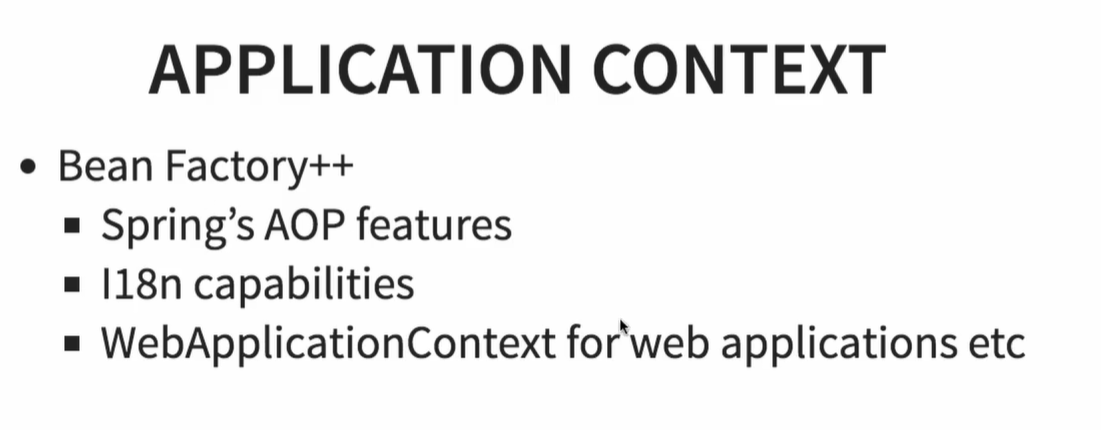 APPLICATION CONTEXT
• Bean Factory++
▪ Spring’s AOP features
▪ I18n capabilities
▪ WebApplicationContext for web applications etc